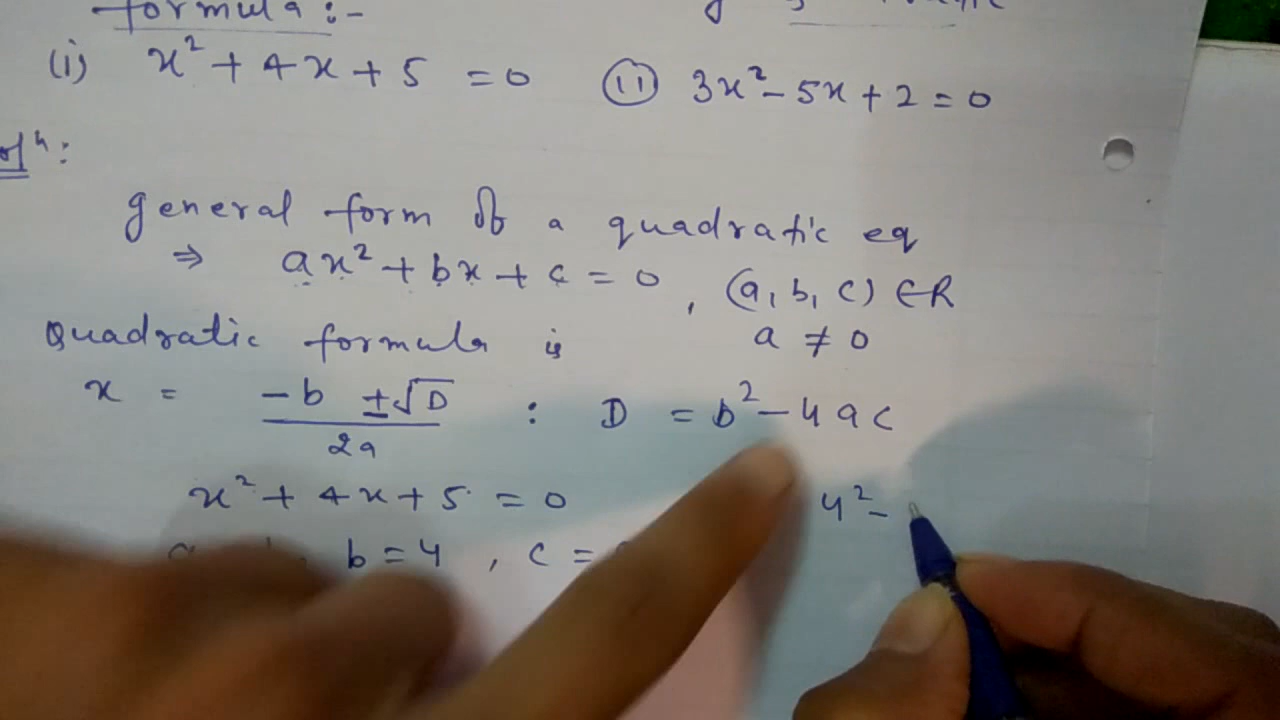 formula:-
(i) x² + 4x + 5 = 0 (ii) 3x² - 5x + 2 = 0
general form of a quadratic eq
⇒ ax² + bx + c = 0, (a, b, c) ∈ R
a ≠ 0
Quadratic formula is
x = -b ±√D / 2a : D = b² - 4ac
x² + 4x + 5 = 0
4² -
b = 4, c =